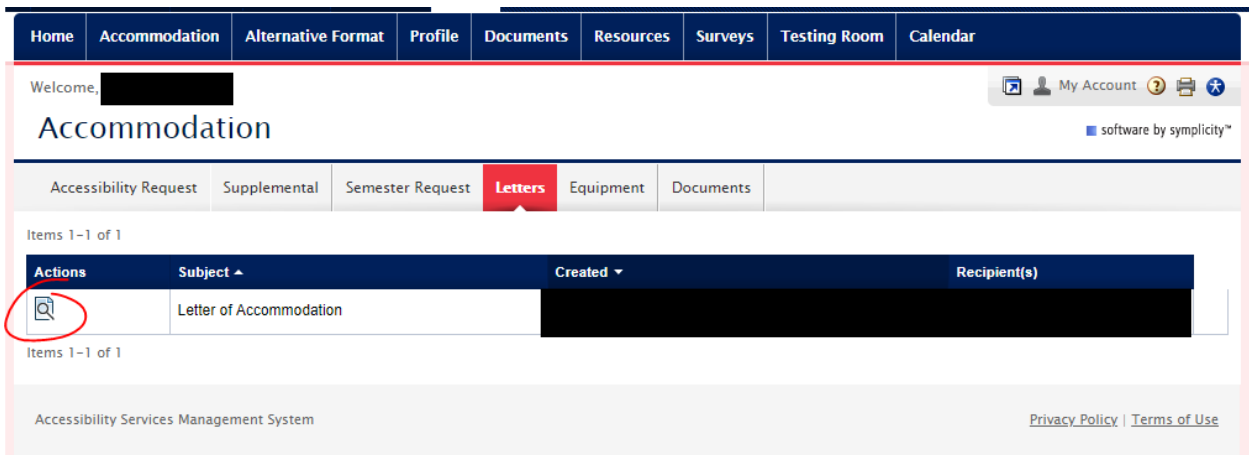 Home Accommodation Alternative Format Profile Documents Resources Surveys Testing Room Calendar
Welcome,
My Account
Accommodation
software by symplicity™
Accessibility Request Supplemental Semester Request Letters Equipment Documents
Items 1-1 of 1
Actions Subject Created Recipient(s)
Letter of Accommodation
Items 1-1 of 1
Accessibility Services Management System Privacy Policy | Terms of Use